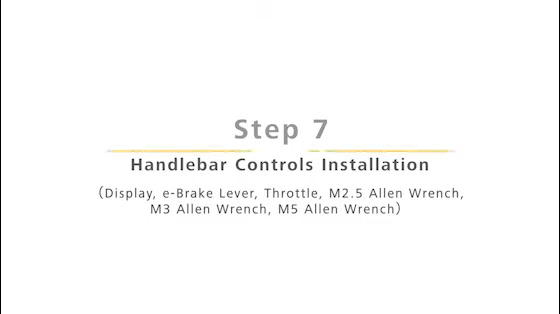 Step 7
Handlebar Controls Installation
(Display, e-Brake Lever, Throttle, M2.5 Allen Wrench,
M3 Allen Wrench, M5 Allen Wrench)